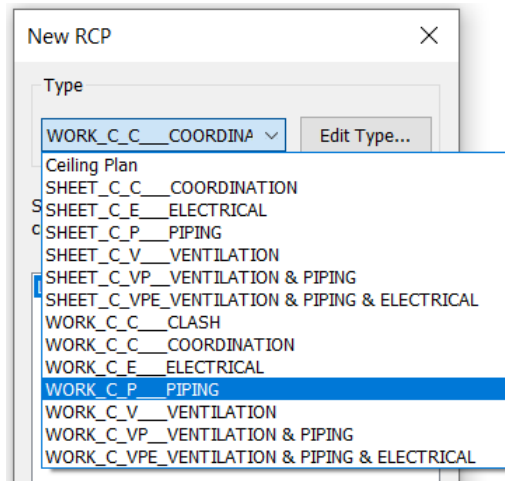 New RCP
Type
WORK_C_C___COORDINA
Edit Type...
Ceiling Plan
SHEET_C_C___COORDINATION
SHEET_C_E___ELECTRICAL
SHEET_C_P___PIPING
SHEET_C_V___VENTILATION
SHEET_C_VP__VENTILATION & PIPING
SHEET_C_VPE_VENTILATION & PIPING & ELECTRICAL
WORK_C_C___CLASH
WORK_C_C___COORDINATION
WORK_C_E___ELECTRICAL
WORK_C_P___PIPING
WORK_C_V___VENTILATION
WORK_C_VP__VENTILATION & PIPING
WORK_C_VPE_VENTILATION & PIPING & ELECTRICAL